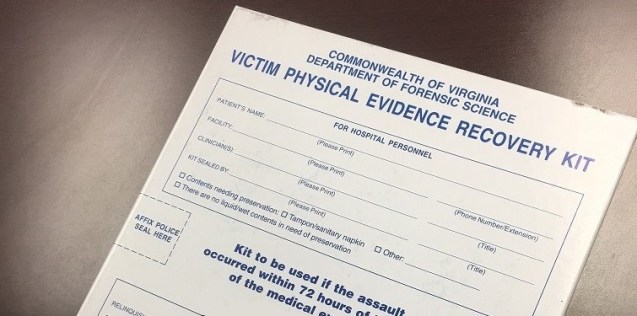 COMMONWEALTH OF VIRGINIA
DEPARTMENT OF FORENSIC SCIENCE
VICTIM PHYSICAL EVIDENCE RECOVERY KIT
FOR HOSPITAL PERSONNEL
PATIENT'S NAME:
(Please Print)
FACILITY:
(Please Print) (Phone Number/Extension)
CLINICIAN(S):
(Please Print) (Title)
KIT SEALED BY:
(Please Print) (Title)
Contents needing preservation: Tampon/sanitary napkin Other:
There are no liquid/wet contents in need of preservation
AFFIX POLICE
SEAL HERE
Kit to be used if the assault
occurred within 72 hours of
of the medical
RELINQUIS